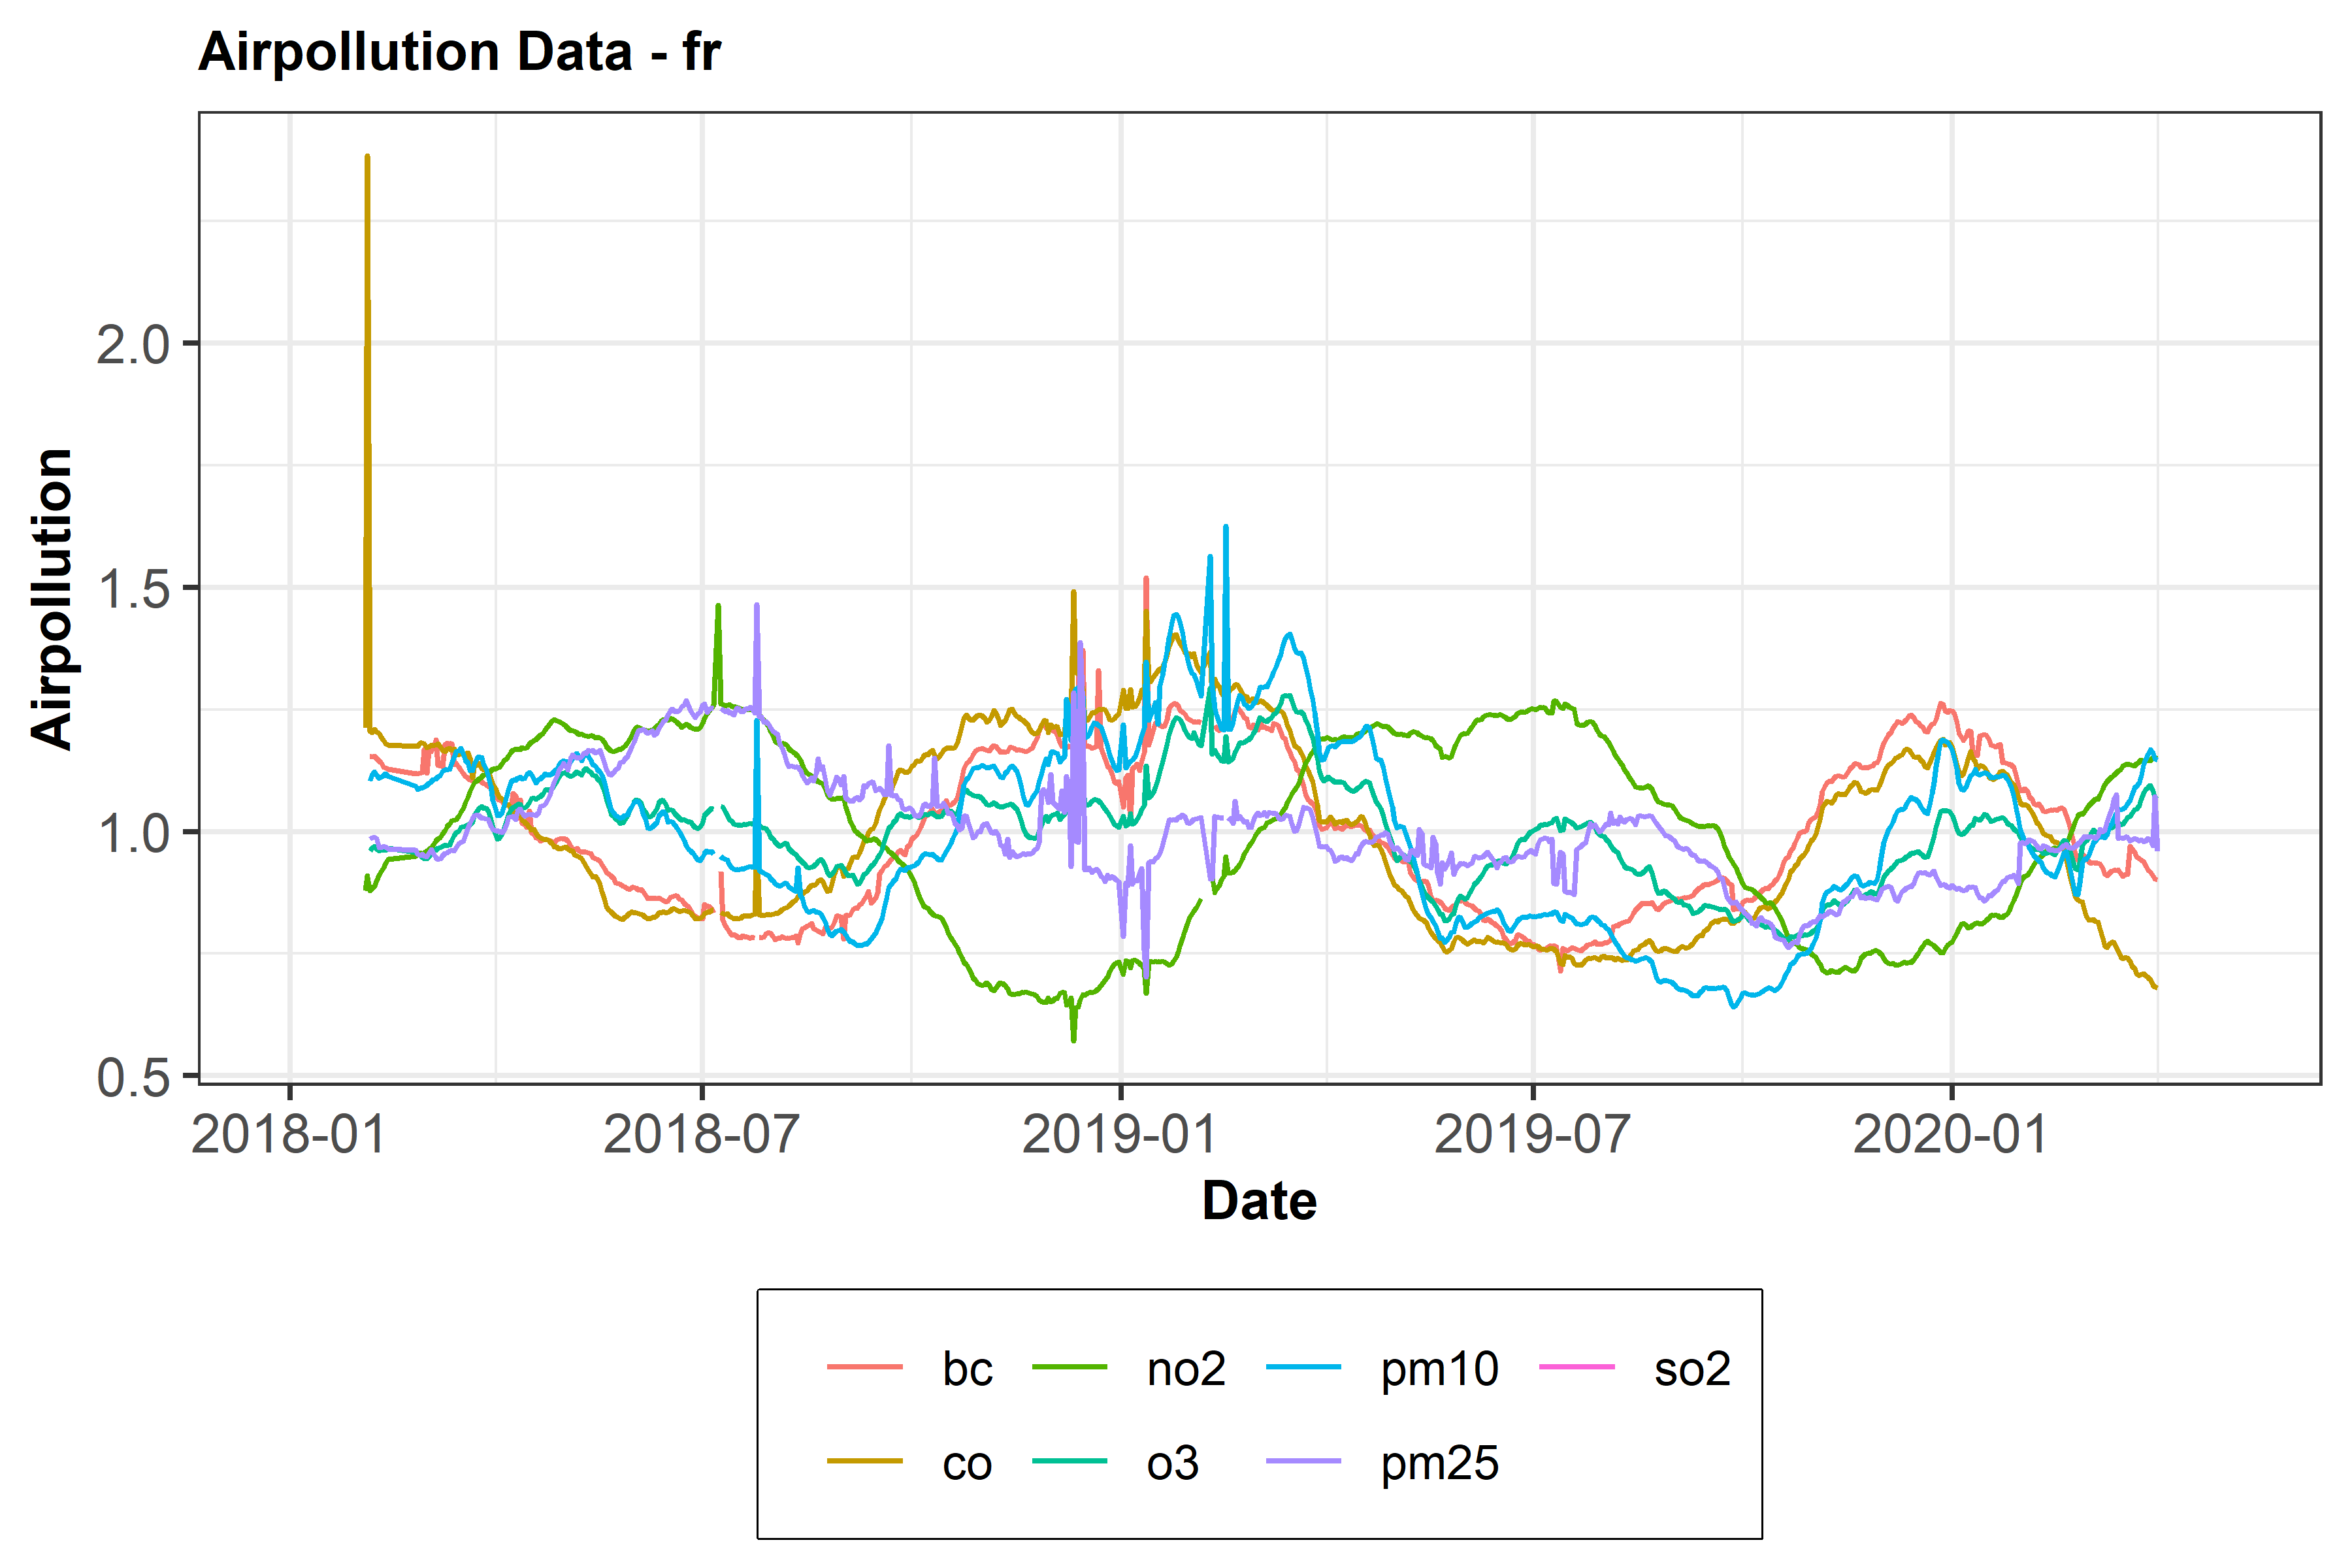 Airpollution Data - fr
Airpollution
2.0
1.5
1.0
0.5
2018-01 2018-07 2019-01 2019-07 2020-01
Date
bc no2 pm10 so2
co o3 pm25